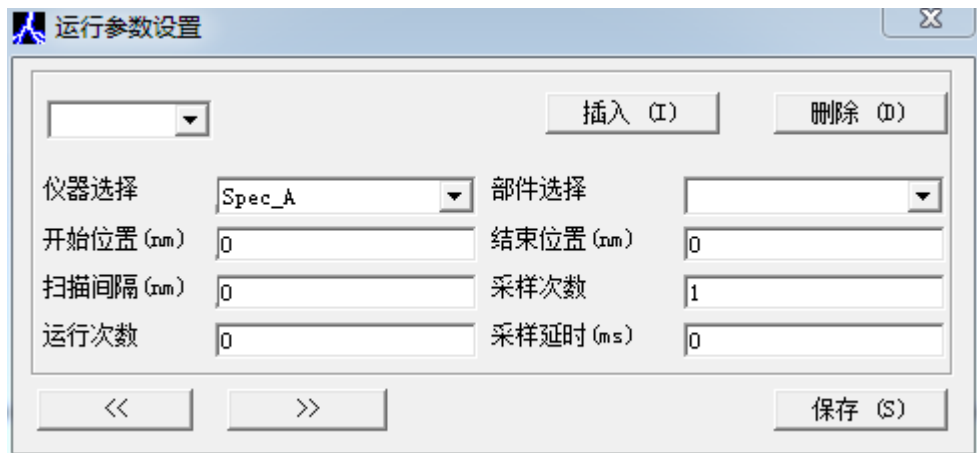 运行参数设置
插入 (I) 删除 (D)
仪器选择 Spec_A 部件选择
开始位置(nm) 0 结束位置(nm) 0
扫描间隔(nm) 0 采样次数 1
运行次数 0 采样延时(ms) 0
<< >> 保存 (S)